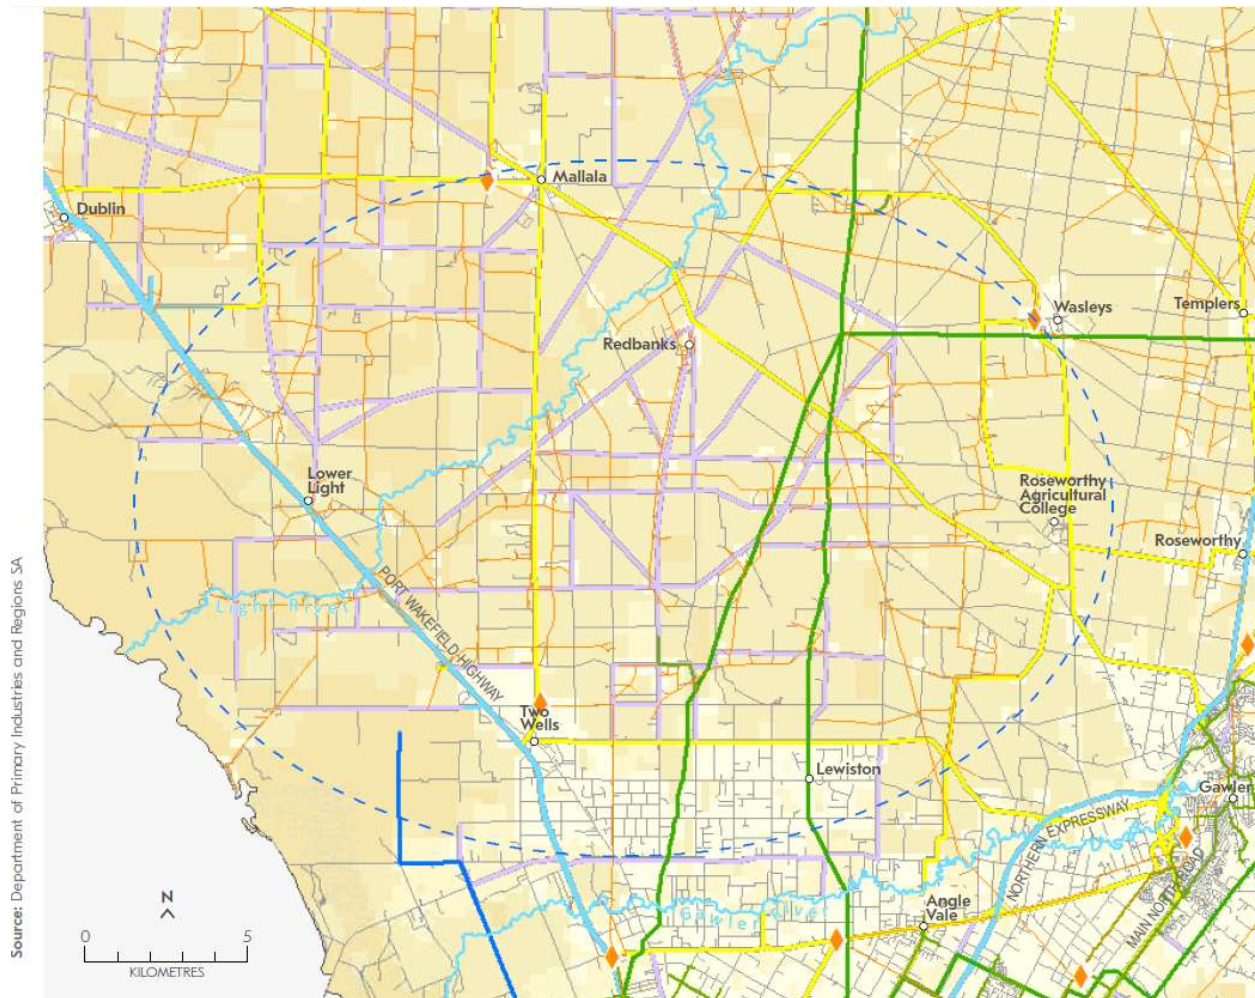 Mallala
Dublin
Wasleys
Templers
Redbanks
Lower
Light
Roseworthy
Agricultural
College
Roseworthy
PORT WAKEFIELD HIGHWAY
Light River
Two
Wells
Lewiston
Gawler
NORTHERN EXPRESSWAY
MAIN NORTH ROAD
Angle
Vale
Gawler River
N
0 5
KILOMETRES
Source: Department of Primary Industries and Regions SA